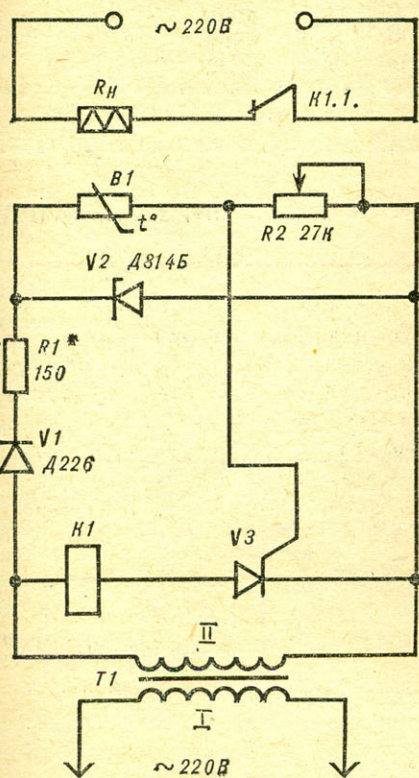 ~220В
Rн
К1.1.
В1
t°
R2 27К
V2 Д814Б
R1*
150
V1
Д226
К1
V3
II
Т1
I
~220В